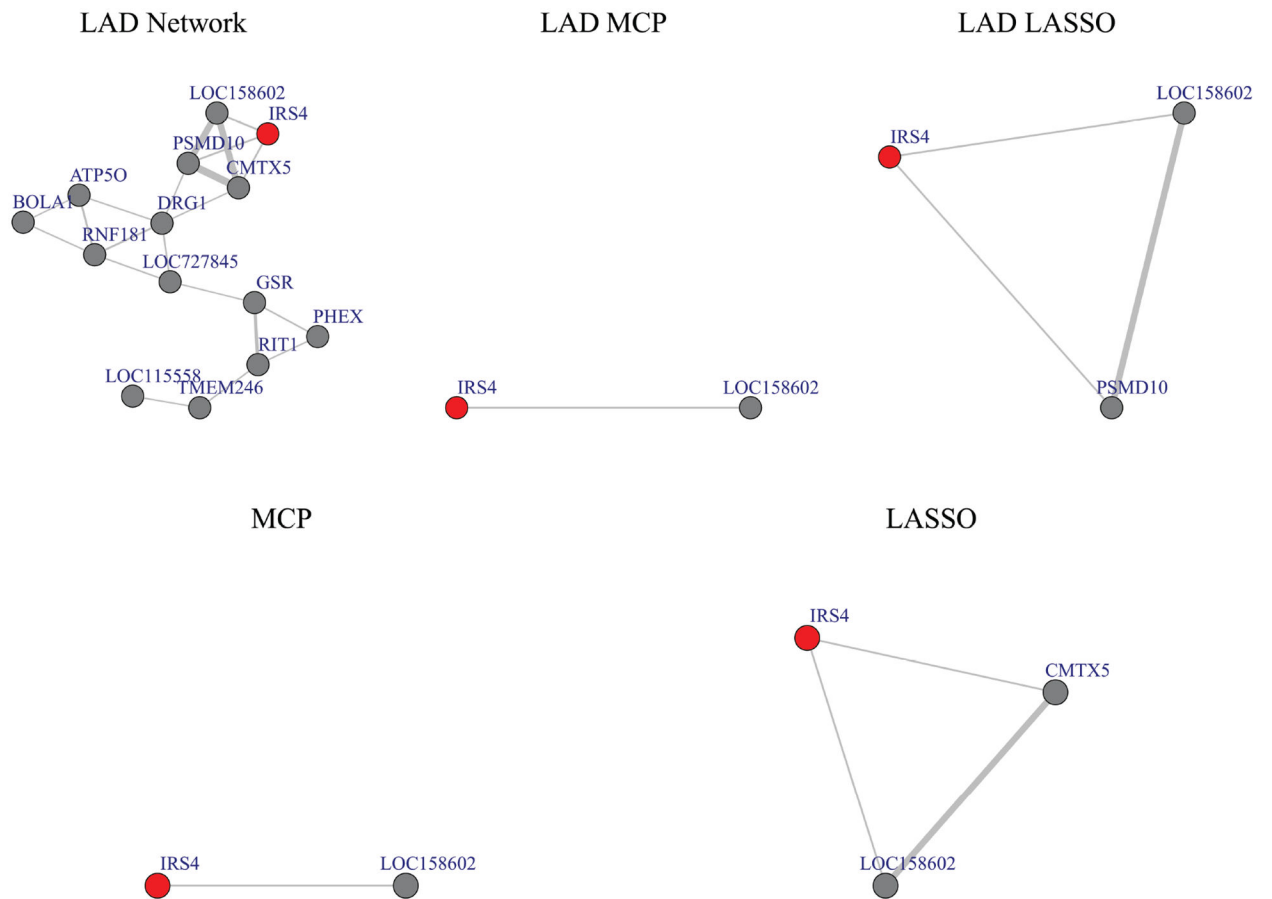 LAD Network
LAD MCP
LAD LASSO
LOC158602
IRS4
PSMD10
CMTX5
ATP5O
BOLA1
DRG1
RNF181
LOC727845
GSR
PHEX
RIT1
LOC115558
TMEM246
IRS4
LOC158602
LOC158602
IRS4
PSMD10
MCP
LASSO
IRS4
LOC158602
IRS4
CMTX5
LOC158602